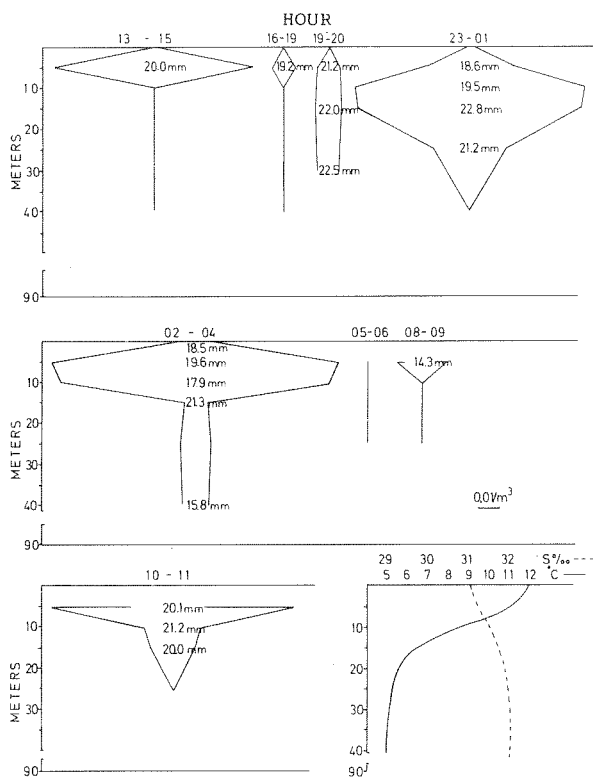 HOUR
13 - 15 16-19 19-20 23-01
20.0mm 19.2mm 21.2mm 18.6mm
10 19.5mm
20 22.0mm 22.8mm
21.2mm
30 22.5mm
40
90
METERS
02 - 04 05-06 08-09
18.5mm
19.6mm 14.3mm
10 17.9mm
21.3mm
20
30
40 15.8mm 0.01/m³
90
METERS
10 - 11
20.1mm
10 21.2mm
20 20.0mm
30
90
METERS
29 30 31 32 S‰ ---
5 6 7 8 9 10 11 12 °C
10
20
30
40
90